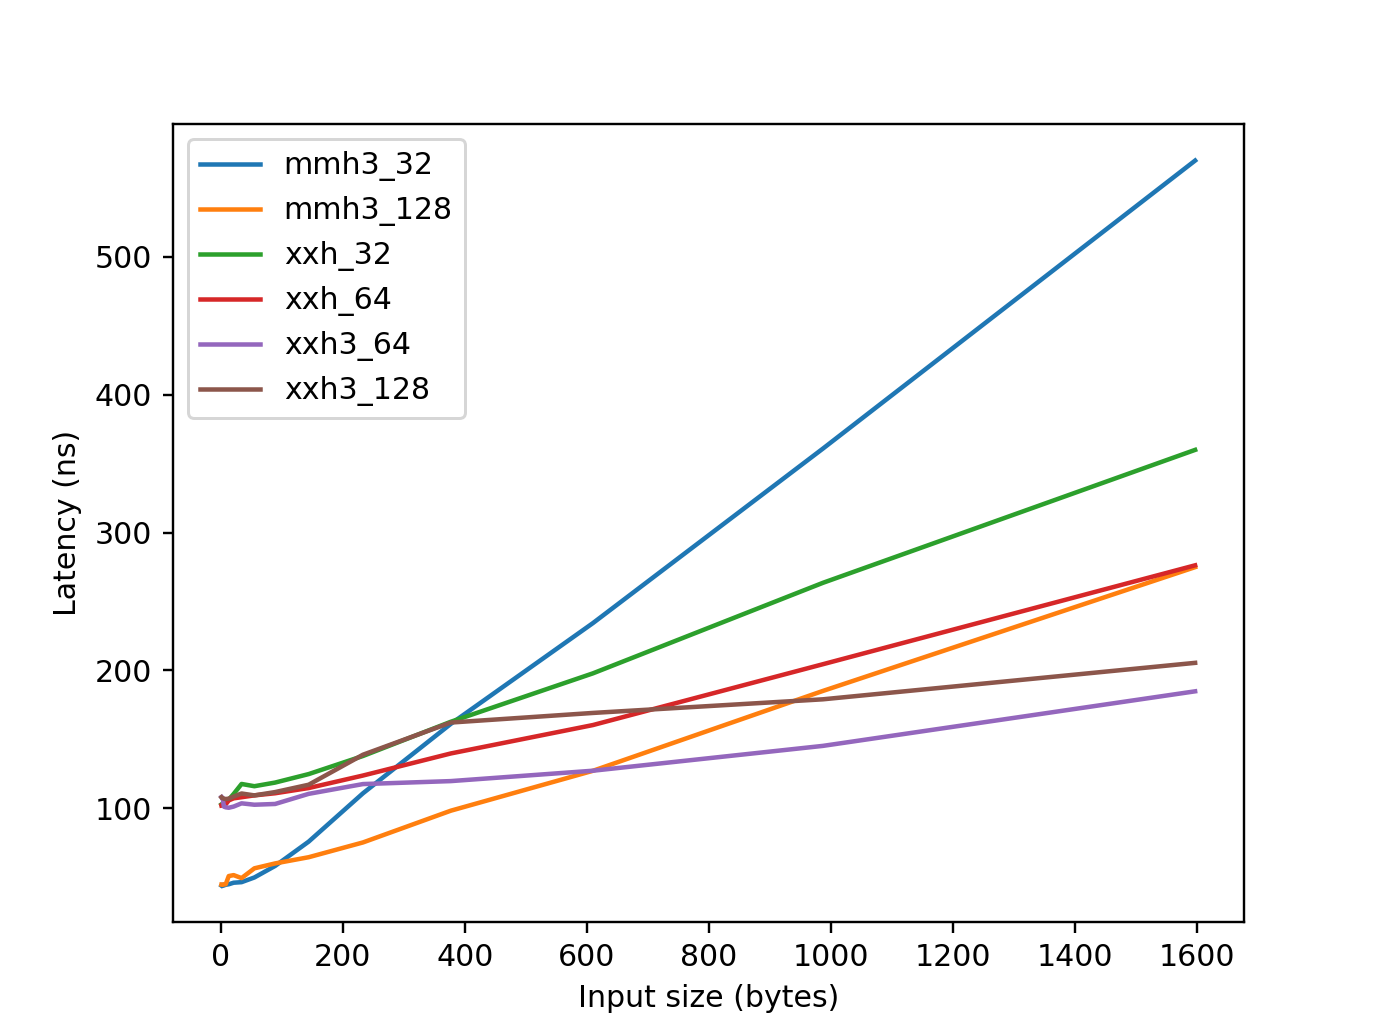 mmh3_32
mmh3_128
xxh_32
xxh_64
xxh3_64
xxh3_128
500
400
300
200
100
Latency (ns)
0 200 400 600 800 1000 1200 1400 1600
Input size (bytes)